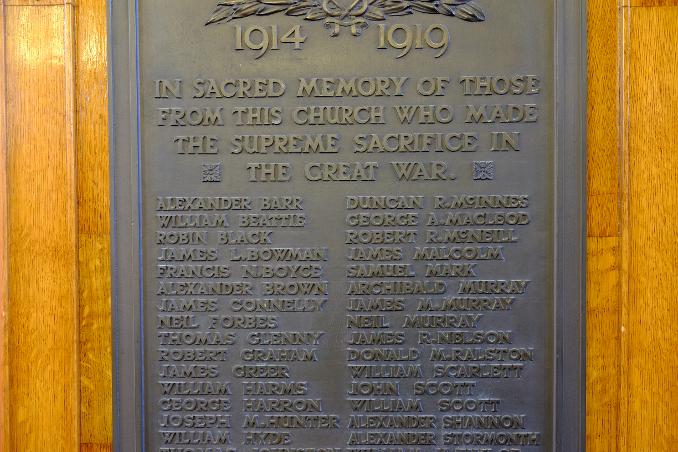 1914 1919
IN SACRED MEMORY OF THOSE
FROM THIS CHURCH WHO MADE
THE SUPREME SACRIFICE IN
THE GREAT WAR.
ALEXANDER BARR
WILLIAM BEATTIE
ROBIN BLACK
JAMES L. BOWMAN
FRANCIS N. BOYCE
ALEXANDER BROWN
JAMES CONNELLY
NEIL FORBES
THOMAS GLENNY
ROBERT GRAHAM
JAMES GREER
WILLIAM HARMS
GEORGE HARRON
JOSEPH M. HUNTER
WILLIAM HYDE
DUNCAN R. McINNES
GEORGE A. MACLEOD
ROBERT R. McNEILL
JAMES MALCOLM
SAMUEL MARK
ARCHIBALD MURRAY
JAMES M. MURRAY
NEIL MURRAY
JAMES R. NELSON
DONALD M. RALSTON
WILLIAM SCARLETT
JOHN SCOTT
WILLIAM SCOTT
ALEXANDER SHANNON
ALEXANDER STORMONTH